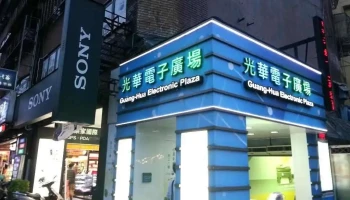 SONY
SONY
光華電子廣場
Guang-Hua Electronic Plaza
光華電子廣場
Guang-Hua Electronic Plaza